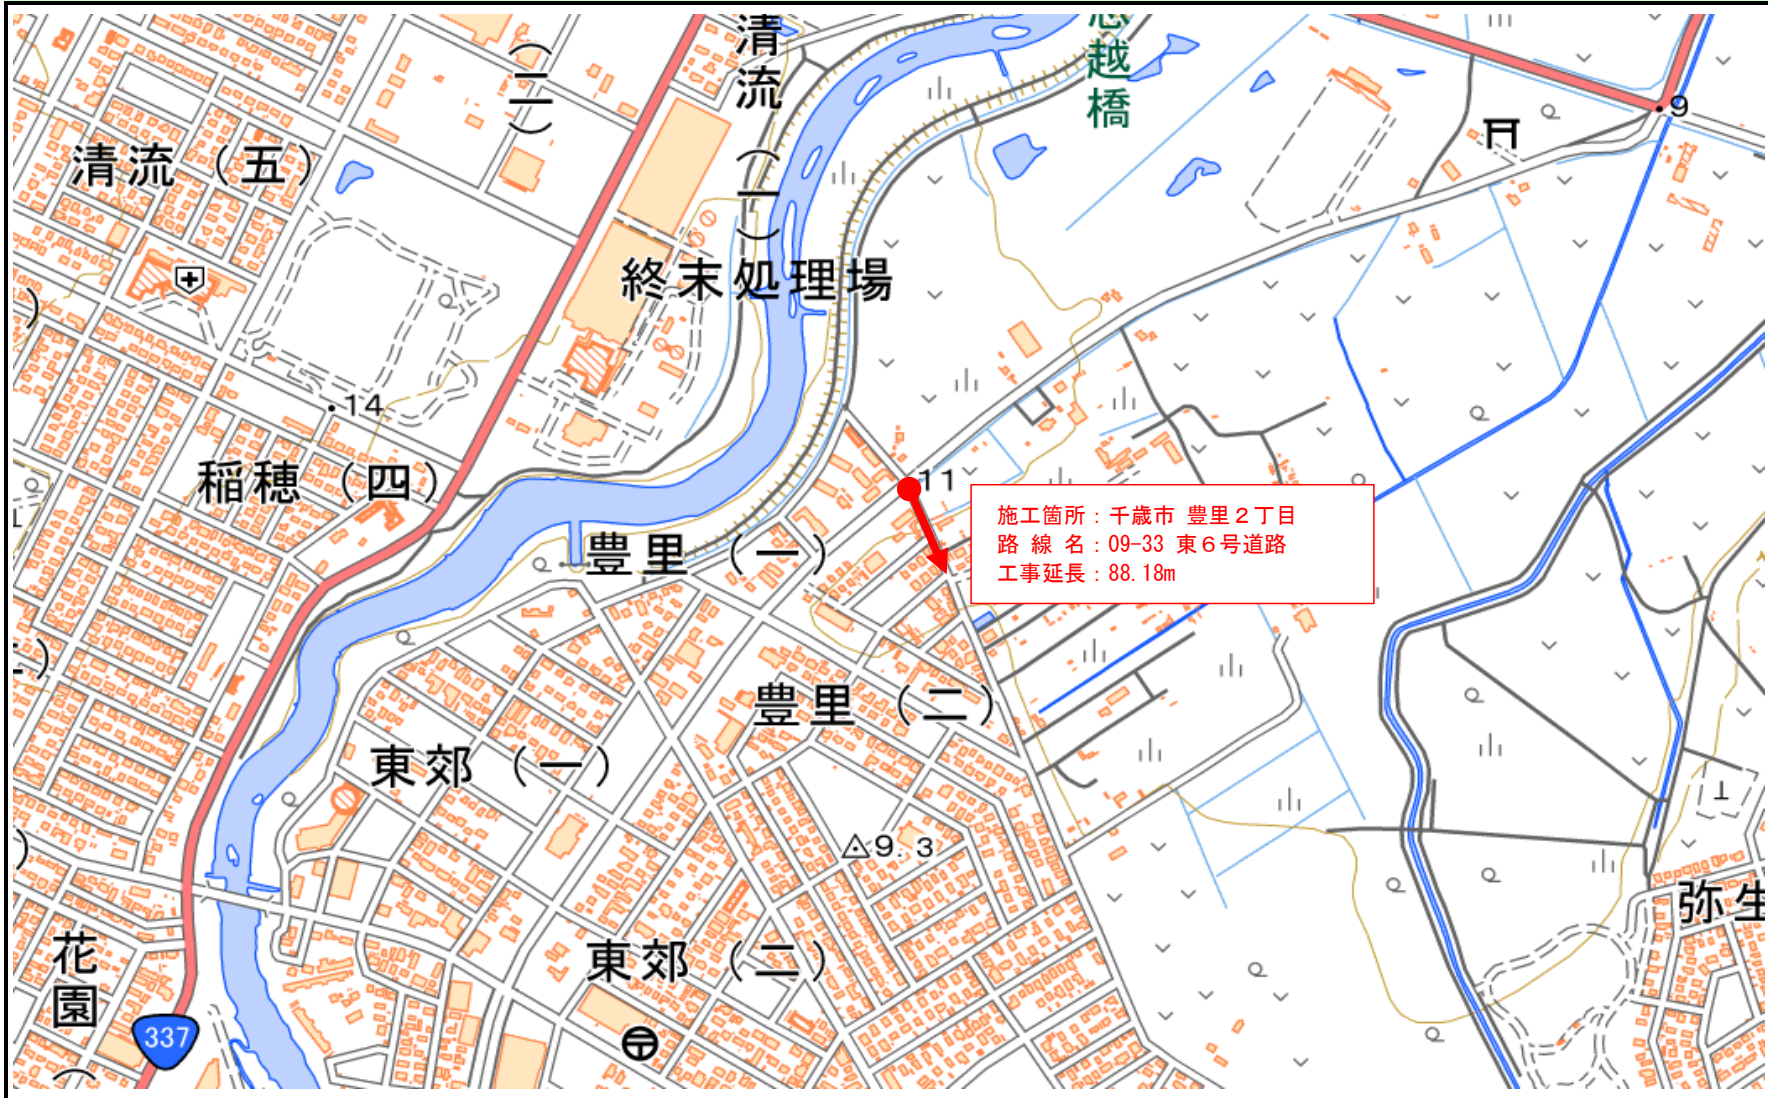 清流
(一)
(二)
越橋
9
清流 (五)
終末処理場
14
稲穂 (四)
11
施工箇所：千歳市 豊里２丁目
路 線 名：09-33 東６号道路
工事延長：88.18m
豊里 (一)
豊里 (二)
東郊 (一)
9.3
弥生
東郊 (二)
花園
337